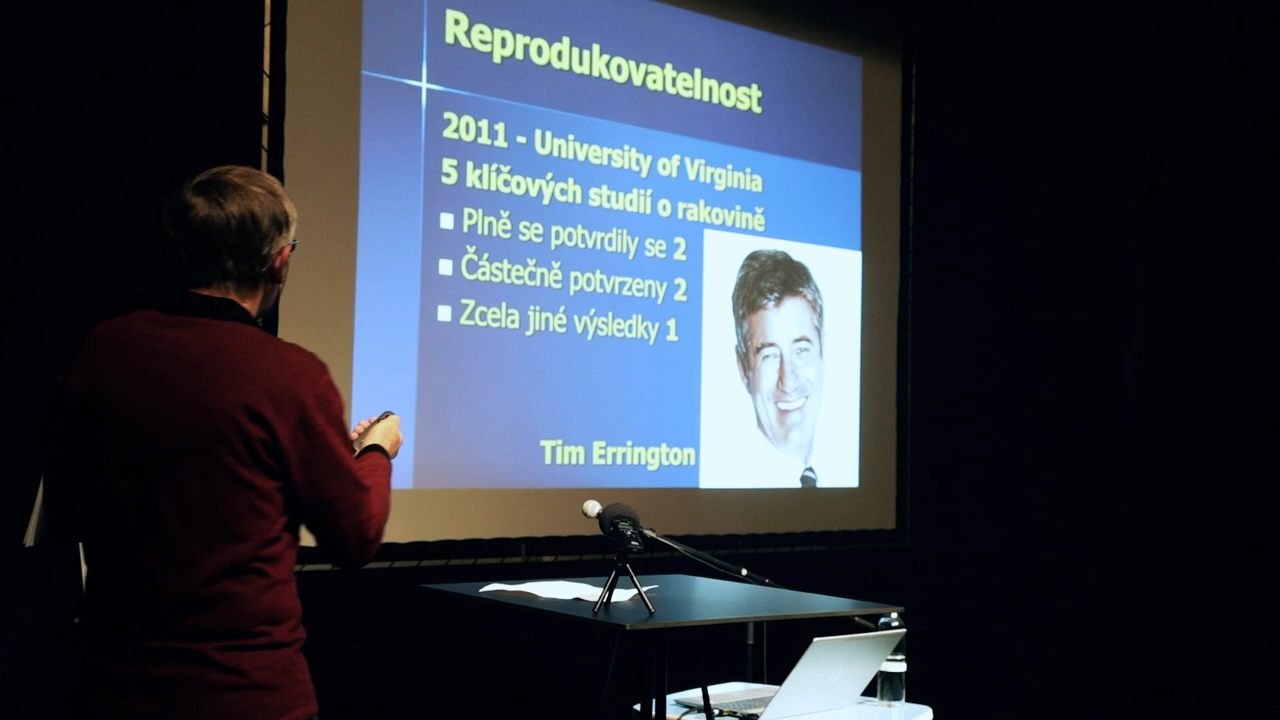 Reprodukovatelnost
2011 - University of Virginia
5 klíčových studií o rakovině
Plně se potvrdily se 2
Částečně potvrzeny 2
Zcela jiné výsledky 1
Tim Errington